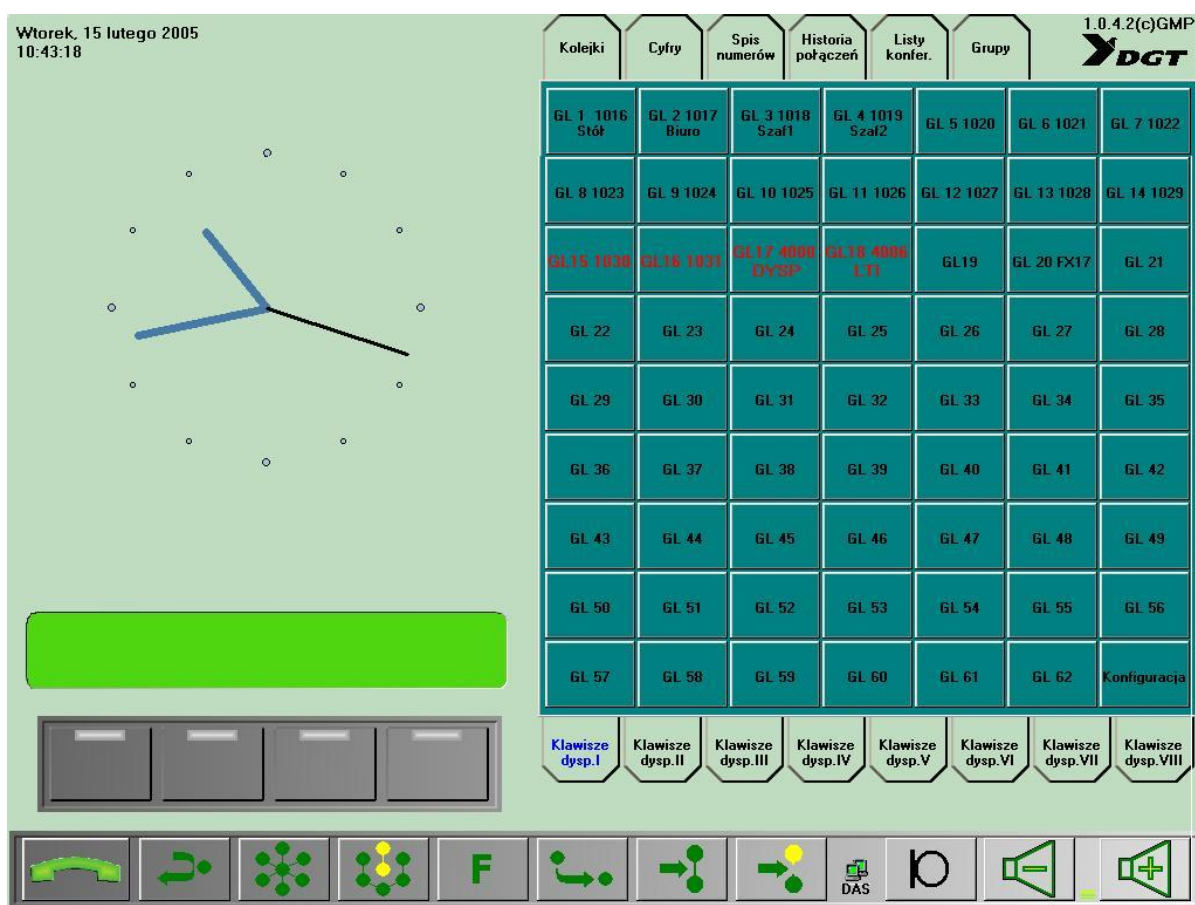 Wtorek, 15 lutego 2005
10:43:18
1.0.4.2(c)GMP
DGT
Kolejki
Cyfry
Spis
numerów
Historia
połączeń
Listy
konfer.
Grupy
GL 1 1016
Stół
GL 2 1017
Biuro
GL 3 1018
Szaf1
GL 4 1019
Szaf2
GL 5 1020
GL 6 1021
GL 7 1022
GL 8 1023
GL 9 1024
GL 10 1025
GL 11 1026
GL 12 1027
GL 13 1028
GL 14 1029
GL15 1030
GL16 1031
GL17 4000
DYSP
GL18 4006
LTI
GL19
GL 20 FX17
GL 21
GL 22
GL 23
GL 24
GL 25
GL 26
GL 27
GL 28
GL 29
GL 30
GL 31
GL 32
GL 33
GL 34
GL 35
GL 36
GL 37
GL 38
GL 39
GL 40
GL 41
GL 42
GL 43
GL 44
GL 45
GL 46
GL 47
GL 48
GL 49
GL 50
GL 51
GL 52
GL 53
GL 54
GL 55
GL 56
GL 57
GL 58
GL 59
GL 60
GL 61
GL 62
Konfiguracja
Klawisze
dysp.I
Klawisze
dysp.II
Klawisze
dysp.III
Klawisze
dysp.IV
Klawisze
dysp.V
Klawisze
dysp.VI
Klawisze
dysp.VII
Klawisze
dysp.VIII
F
DAS